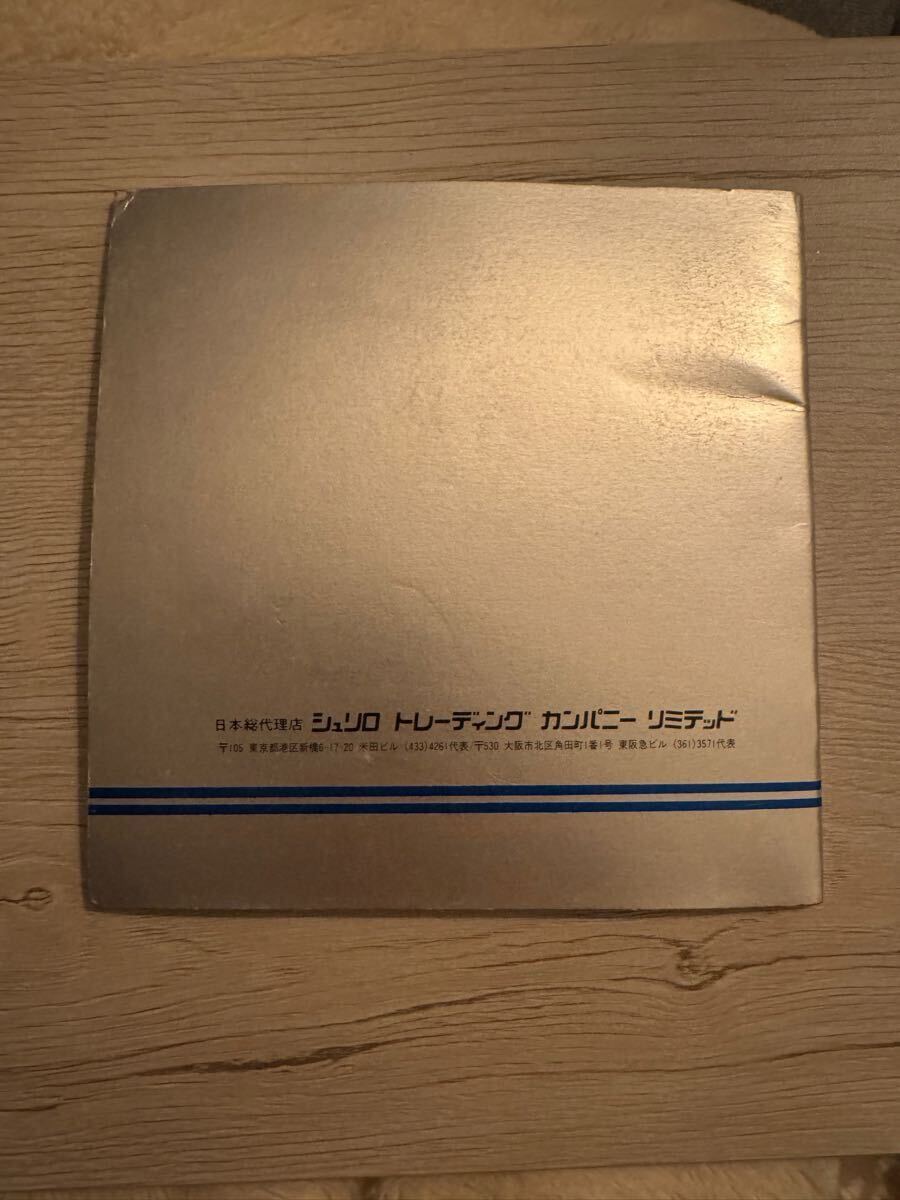 日本総代理店 シュリロ トレーディング カンパニー リミテッド
〒105 東京都港区新橋6-17-20 米田ビル (433)4261代表/〒530 大阪市北区角田町1番1号 東阪急ビル (361)3571代表